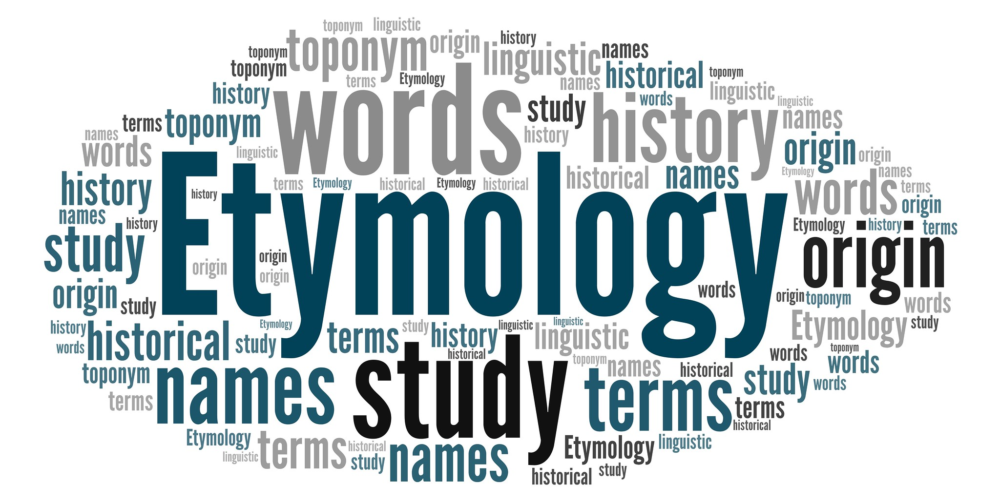 toponym linguistic
toponym origin history
toponym linguistic names
toponym terms Etymology names historical toponym
history words study history words linguistic linguistic
terms toponym history names
names words linguistic origin origin
Etymology terms Etymology historical Etymology historical historical names Etymology names
history history words terms
names history origin
study origin origin origin Etymology history terms
origin study words origin origin toponym words
history historical Etymology study terms study history linguistic linguistic linguistic Etymology study
words historical words toponym
toponym names study toponym names historical study words
terms terms words
terms historical
Etymology terms historical names Etymology linguistic
linguistic study
historical study